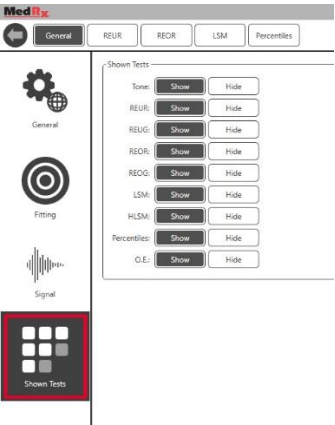 MedRx
General REUR REOR LSM Percentiles
Shown Tests
Tone: Show Hide
REUR: Show Hide
REUG: Show Hide
REOR: Show Hide
REOG: Show Hide
LSM: Show Hide
HLSM: Show Hide
Percentiles: Show Hide
O.E.: Show Hide
General
Fitting
Signal
Shown Tests